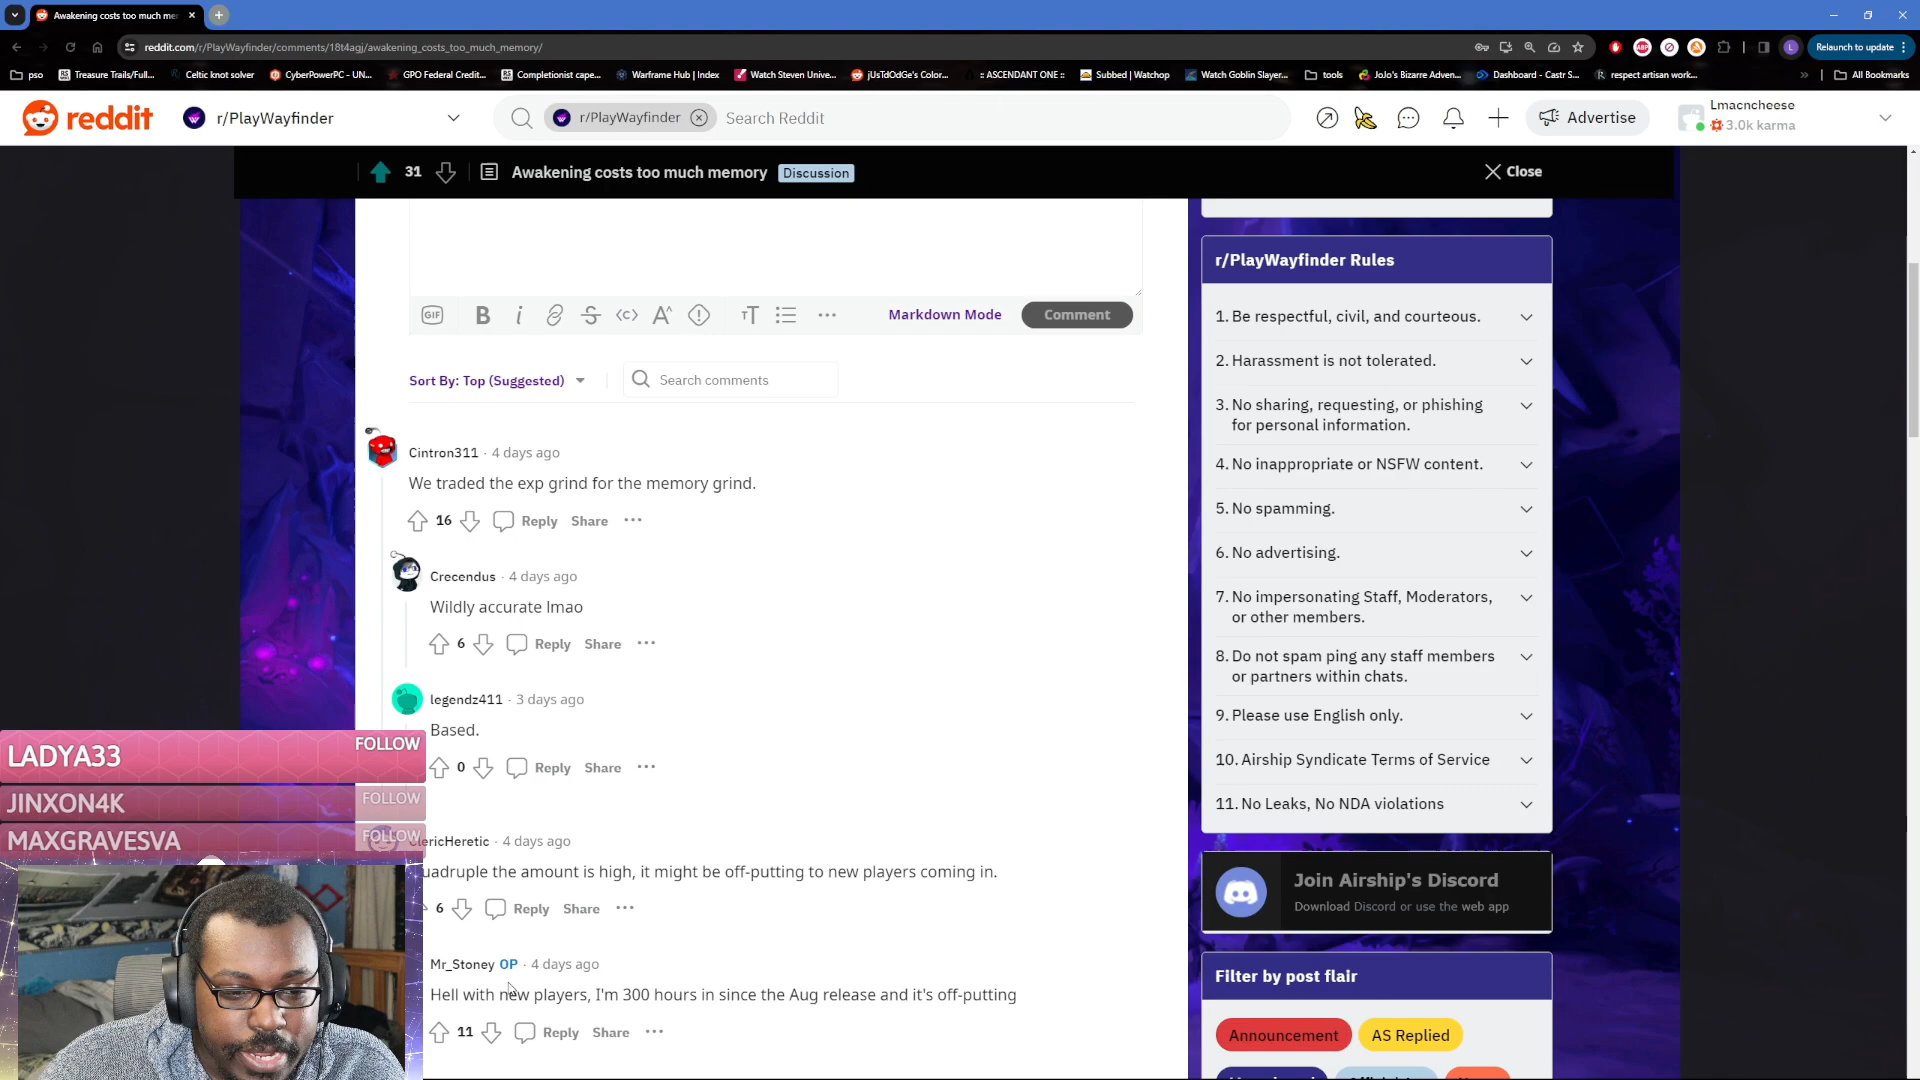 Awakening costs too much me
reddit.com/r/PlayWayfinder/comments/18t4agj/awakening_costs_too_much_memory/
L
Relaunch to update
pso
Treasure Trails/Full...
Celtic knot solver
CyberPowerPC - UN...
GPO Federal Credit...
Completionist cape...
Warframe Hub | Index
Watch Steven Unive...
jUsTdOdGe's Color...
:: ASCENDANT ONE ::
Subbed | Watchop
Watch Goblin Slayer...
tools
JoJo's Bizarre Adven...
Dashboard - Castr S...
respect artisan work...
All Bookmarks
reddit
r/PlayWayfinder
r/PlayWayfinder
Search Reddit
Advertise
Lmacncheese
3.0k karma
31
Awakening costs too much memory
Discussion
Close
GIF
Markdown Mode
Comment
Sort By: Top (Suggested)
Search comments
Cintron311 · 4 days ago
We traded the exp grind for the memory grind.
16
Reply Share
Crecendus · 4 days ago
Wildly accurate lmao
6
Reply Share
legendz411 · 3 days ago
Based.
0
Reply Share
ericHeretic · 4 days ago
uadruple the amount is high, it might be off-putting to new players coming in.
6
Reply Share
Mr_Stoney OP · 4 days ago
Hell with new players, I'm 300 hours in since the Aug release and it's off-putting
11
Reply Share
LADYA33
FOLLOW
JINXON4K
FOLLOW
MAXGRAVESVA
FOLLOW
r/PlayWayfinder Rules
1. Be respectful, civil, and courteous.
2. Harassment is not tolerated.
3. No sharing, requesting, or phishing
for personal information.
4. No inappropriate or NSFW content.
5. No spamming.
6. No advertising.
7. No impersonating Staff, Moderators,
or other members.
8. Do not spam ping any staff members
or partners within chats.
9. Please use English only.
10. Airship Syndicate Terms of Service
11. No Leaks, No NDA violations
Join Airship's Discord
Download Discord or use the web app
Filter by post flair
Announcement
AS Replied